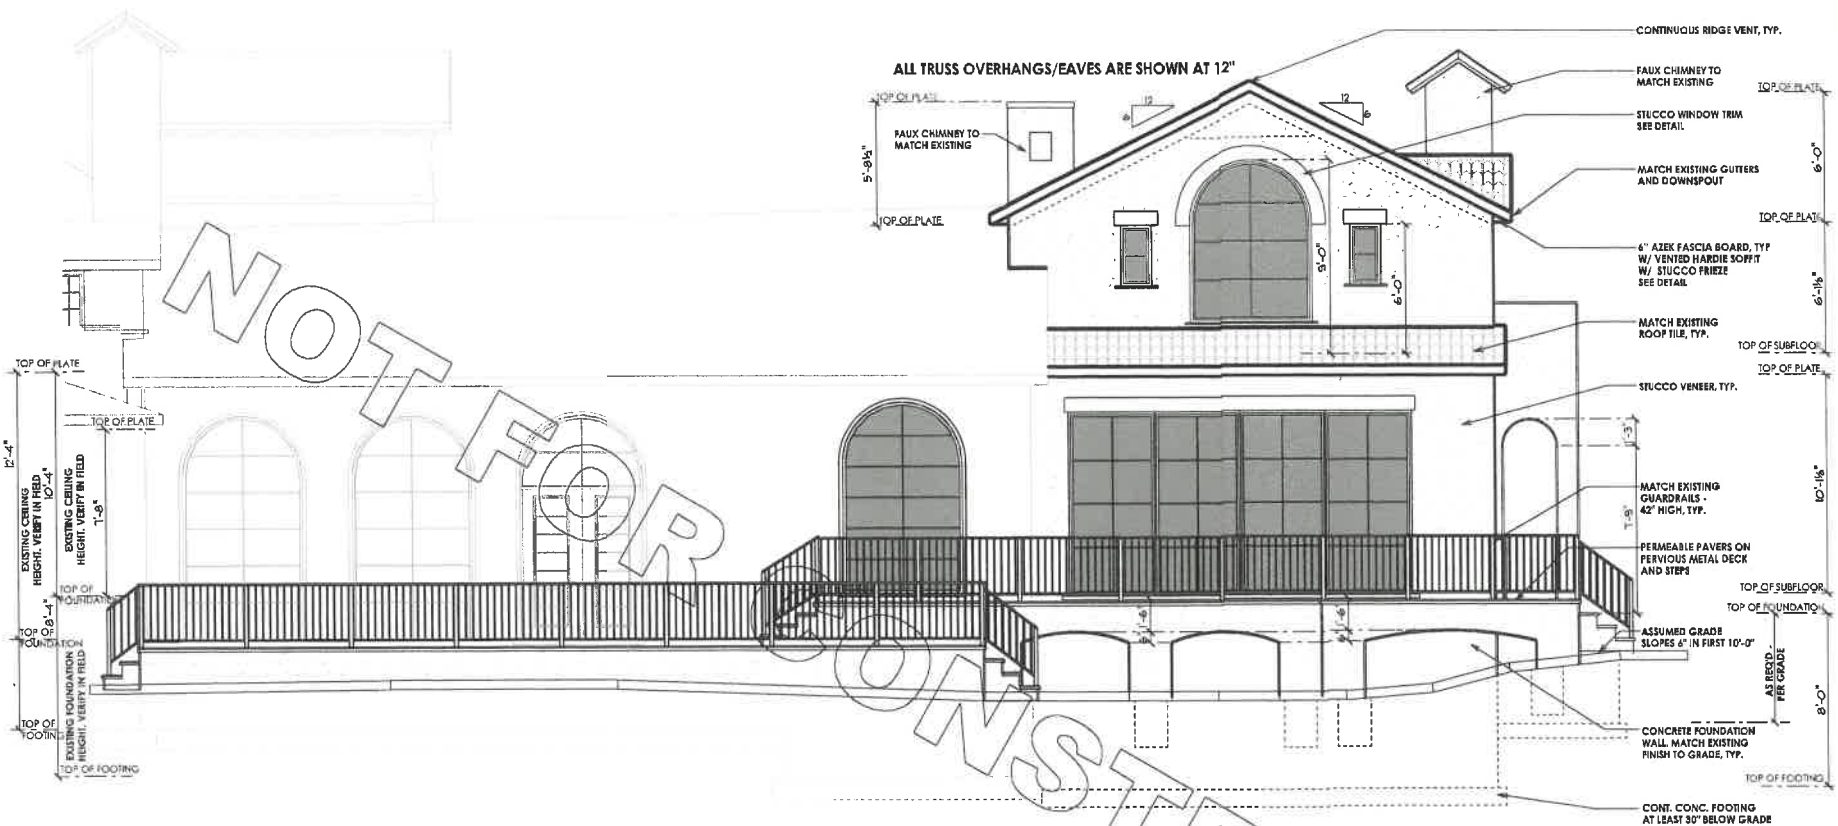 ALL TRUSS OVERHANGS/EAVES ARE SHOWN AT 12"
CONTINUOUS RIDGE VENT, TYP.
FAUX CHIMNEY TO
MATCH EXISTING
STUCCO WINDOW TRIM
SEE DETAIL
MATCH EXISTING GUTTERS
AND DOWNSPOUT
6" AZEK FASCIA BOARD, TYP
W/ VENTED HARDIE SOFFIT
W/ STUCCO FRIEZE
SEE DETAIL
MATCH EXISTING
ROOF TILE, TYP.
STUCCO VENEER, TYP.
MATCH EXISTING
GUARDRAILS -
42" HIGH, TYP.
PERMEABLE PAVERS ON
PERVIOUS METAL DECK
AND STEPS
ASSUMED GRADE
SLOPES 6" IN FIRST 10'-0"
CONCRETE FOUNDATION
WALL. MATCH EXISTING
FINISH TO GRADE, TYP.
CONT. CONC. FOOTING
AT LEAST 30" BELOW GRADE
TOP OF PLATE
6'-0"
TOP OF PLATE
6'-1⅛"
TOP OF SUBFLOO
TOP OF PLATE
10'-1⅛"
TOP OF SUBFLOOR
TOP OF FOUNDATION
AS REQ'D -
PER GRADE
8'-0"
TOP OF FOOTING
TOP OF PLATE
5'-8½"
TOP OF PLATE
FAUX CHIMNEY TO
MATCH EXISTING
12
6
12
6
9'-0"
6'-0"
1'-3"
7'-9"
1'-6"
6"
1'-6"
6"
TOP OF PLATE
12'-4"
EXISTING CEILING
HEIGHT. VERIFY IN FIELD
10'-4"
TOP OF PLATE
EXISTING CEILING
HEIGHT. VERIFY IN FIELD
7'-8"
TOP OF
FOUNDATION
8'-4"
TOP OF
FOUNDATION
EXISTING FOUNDATION
HEIGHT. VERIFY IN FIELD
TOP OF
FOOTING
TOP OF FOOTING
NOT FOR CONST